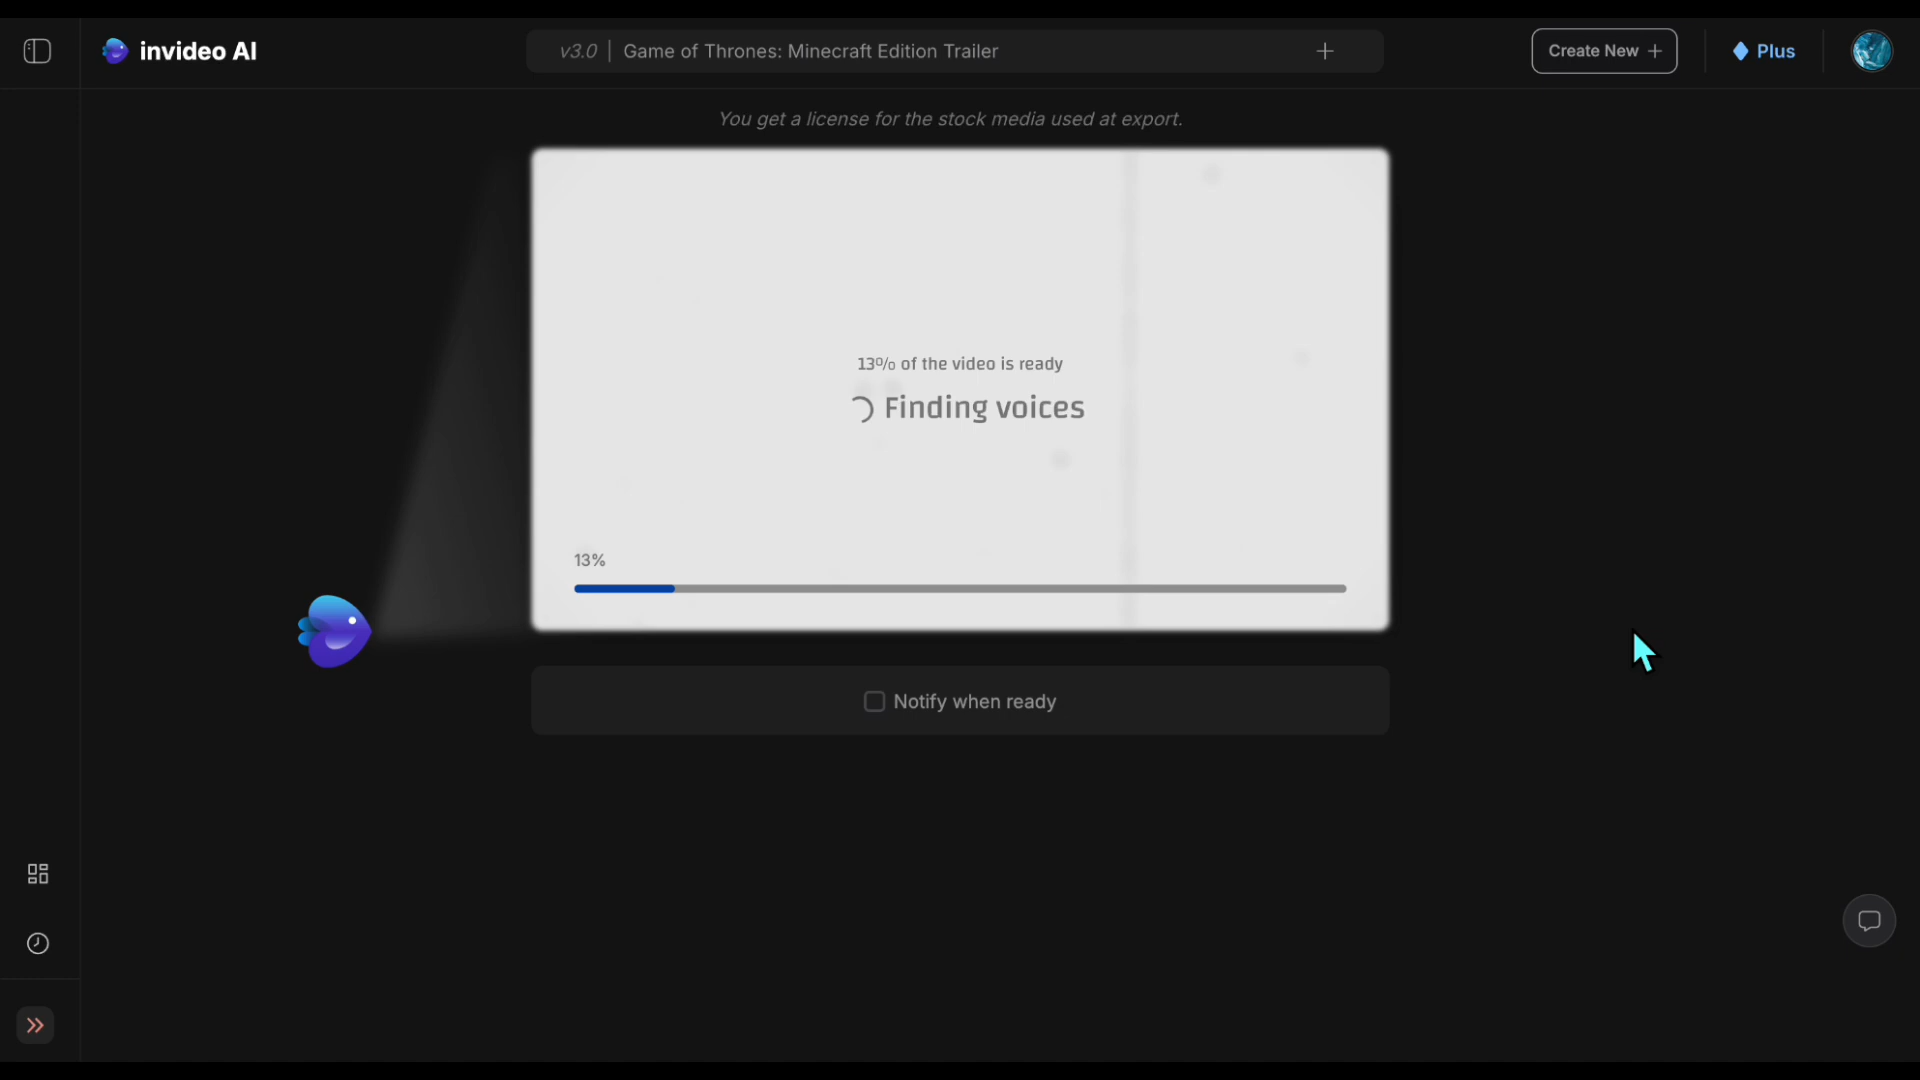 invideo AI
v3.0 | Game of Thrones: Minecraft Edition Trailer
Create New
Plus
You get a license for the stock media used at export.
13% of the video is ready
Finding voices
13%
Notify when ready